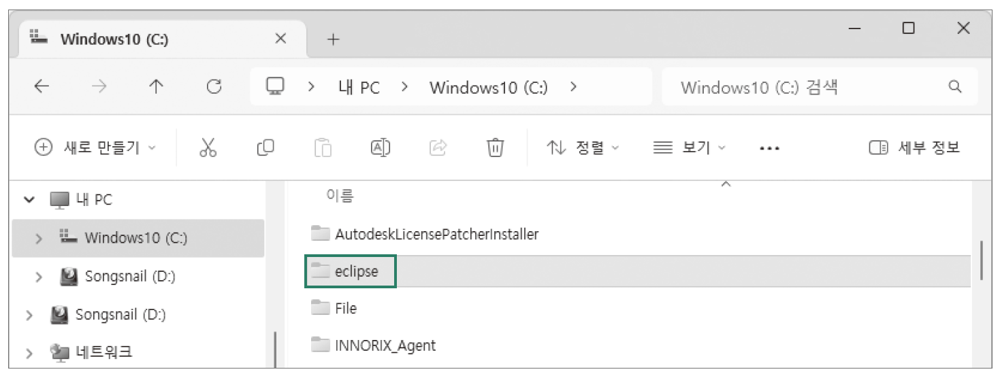 Windows10 (C:)
내 PC > Windows10 (C:) >
Windows10 (C:) 검색
새로 만들기
정렬
보기
세부 정보
내 PC
Windows10 (C:)
Songsnail (D:)
Songsnail (D:)
네트워크
이름
AutodeskLicensePatcherInstaller
eclipse
File
INNORIX_Agent